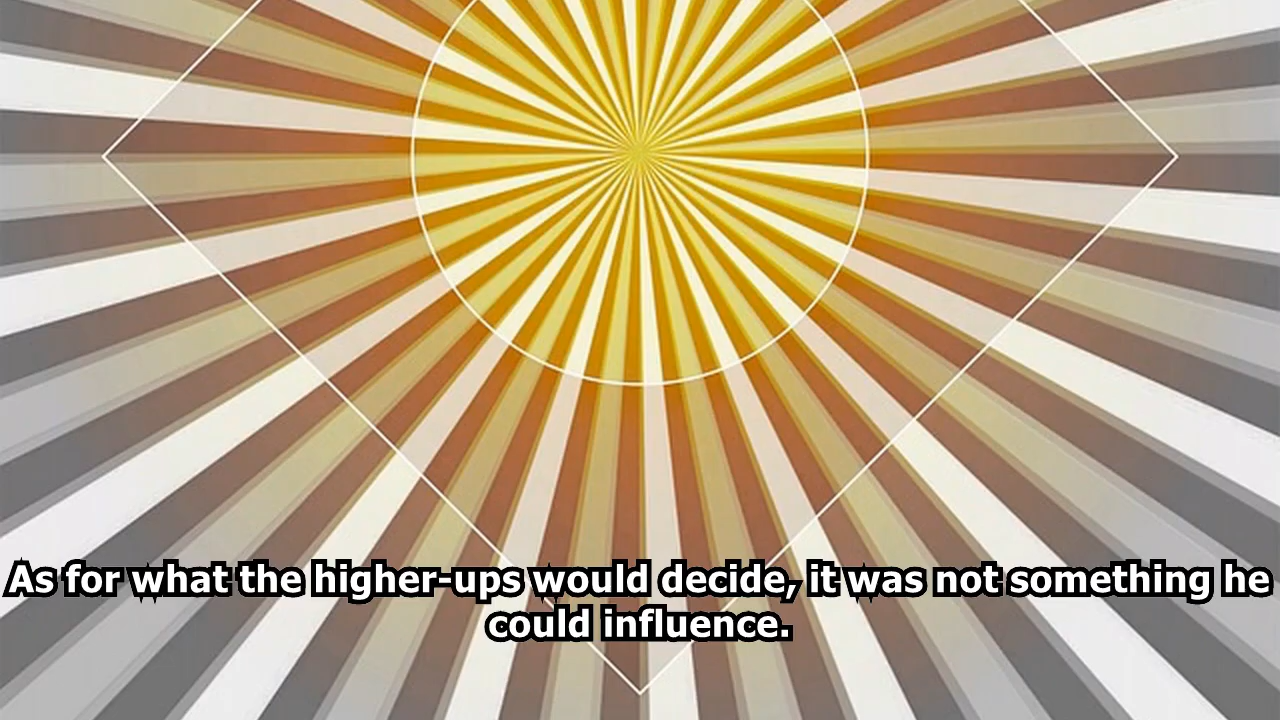 As for what the higher-ups would decide, it was not something he
could influence.